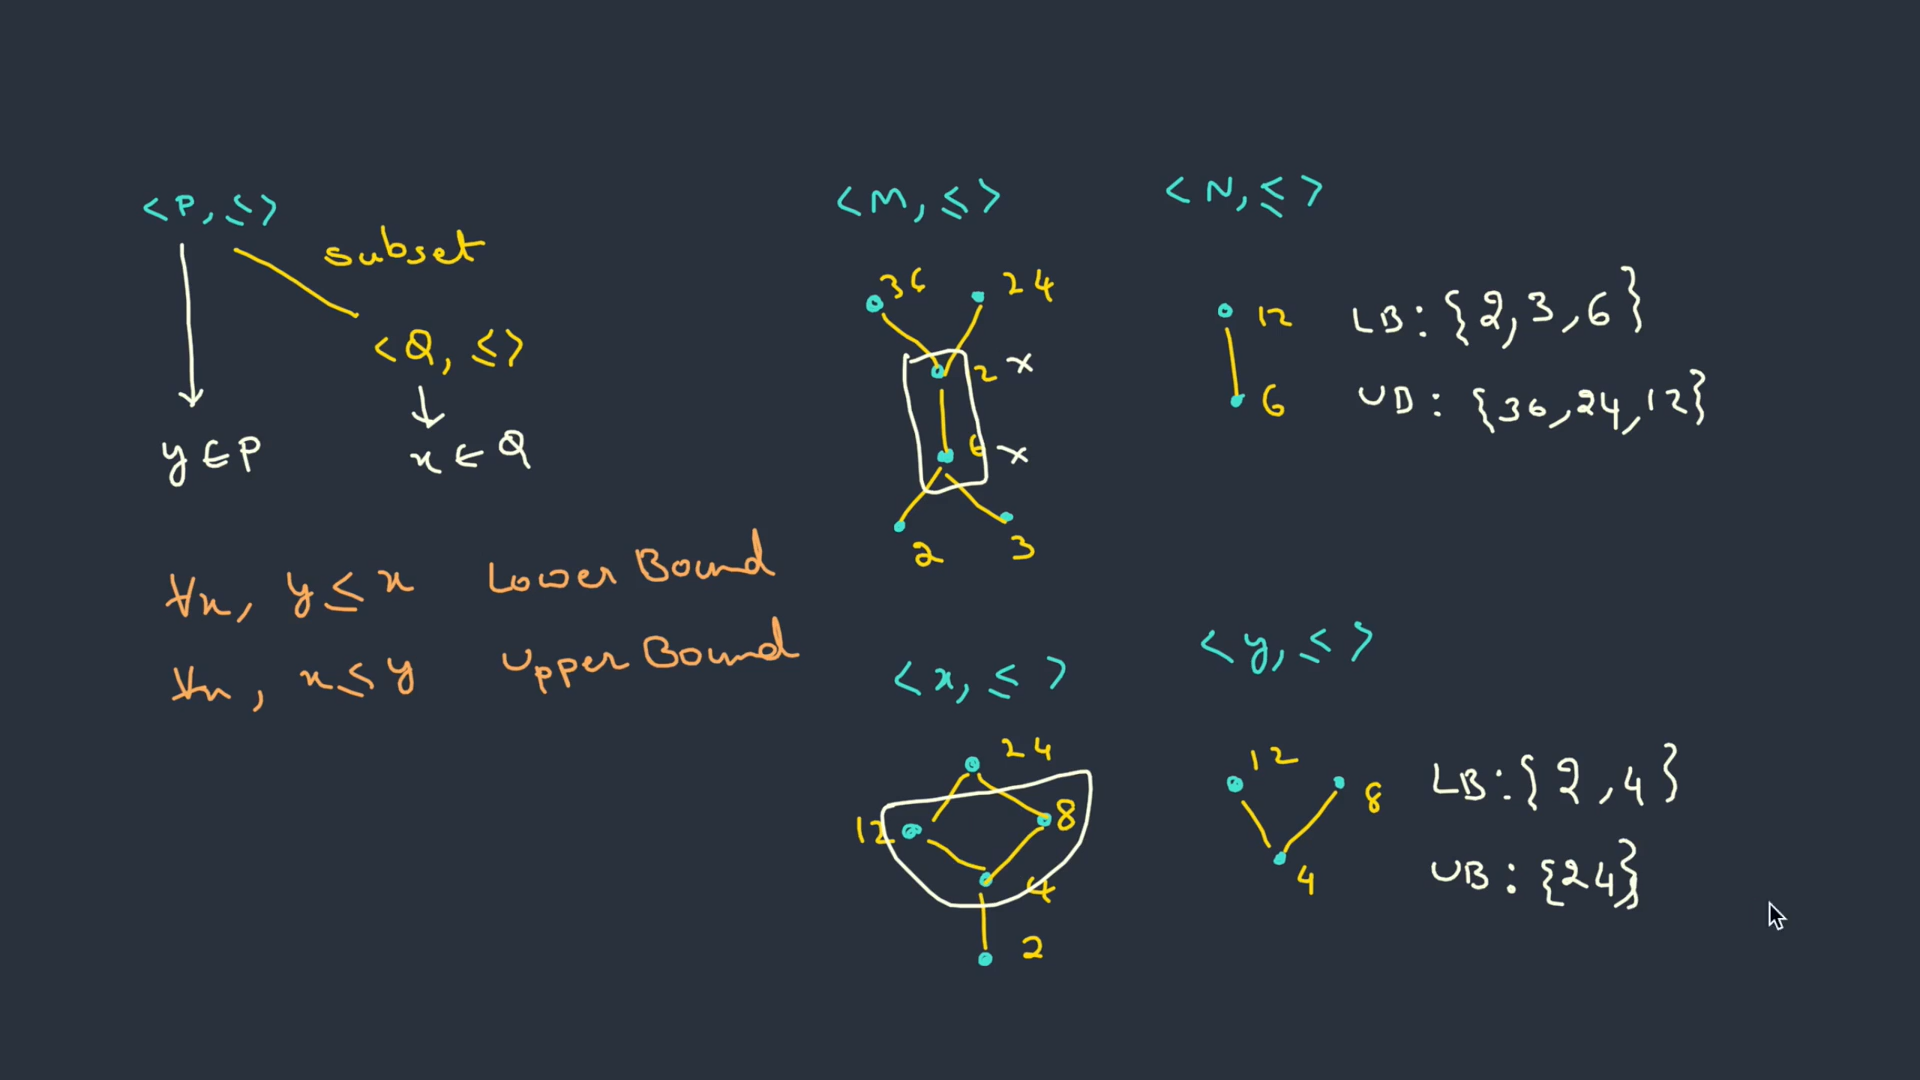 <P, ≤>
subset
<Q, ≤>
y ∈ P
x ∈ Q
∀x, y ≤ x Lower Bound
∀x, x ≤ y Upper Bound
<M, ≤>
36 24
2 x
6 x
2 3
<N, ≤>
12 LB: {2, 3, 6}
6 UB: {36, 24, 12}
<x, ≤>
24
12 8
4
2
<y, ≤>
12 8
4
LB: {2, 4}
UB: {24}